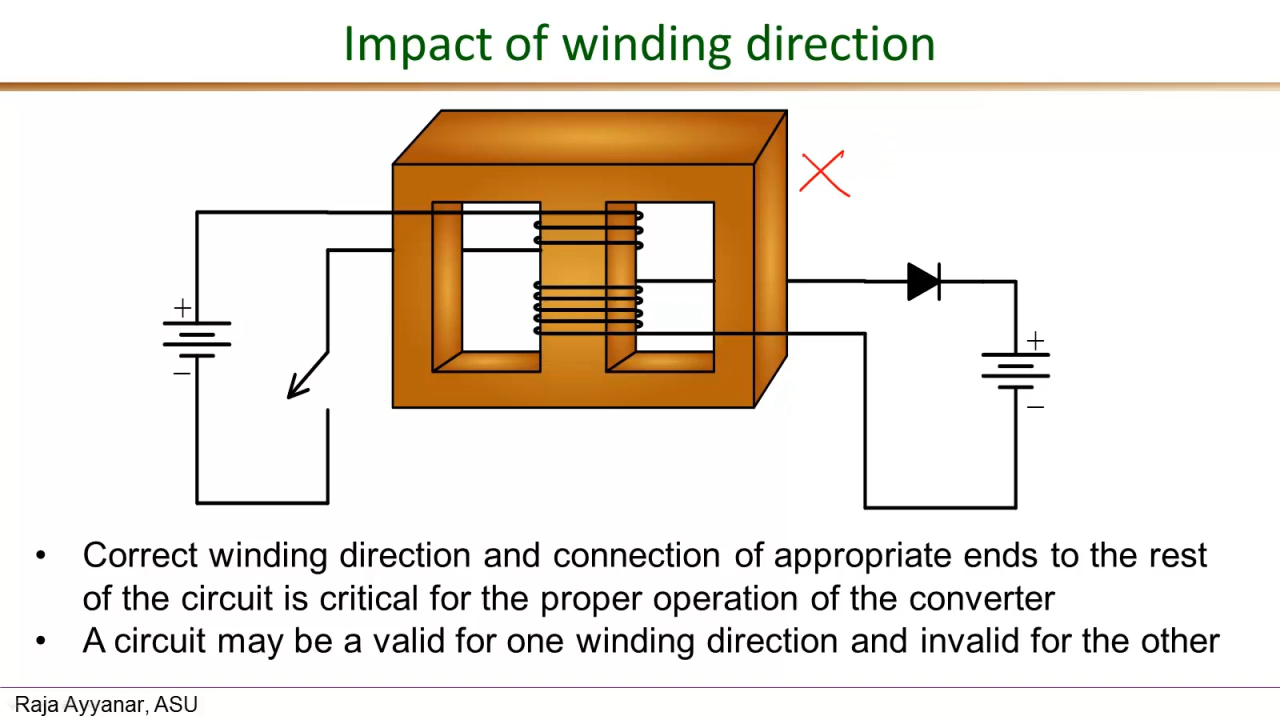 Impact of winding direction
+
−
+
−
• Correct winding direction and connection of appropriate ends to the rest
of the circuit is critical for the proper operation of the converter
• A circuit may be a valid for one winding direction and invalid for the other
Raja Ayyanar, ASU